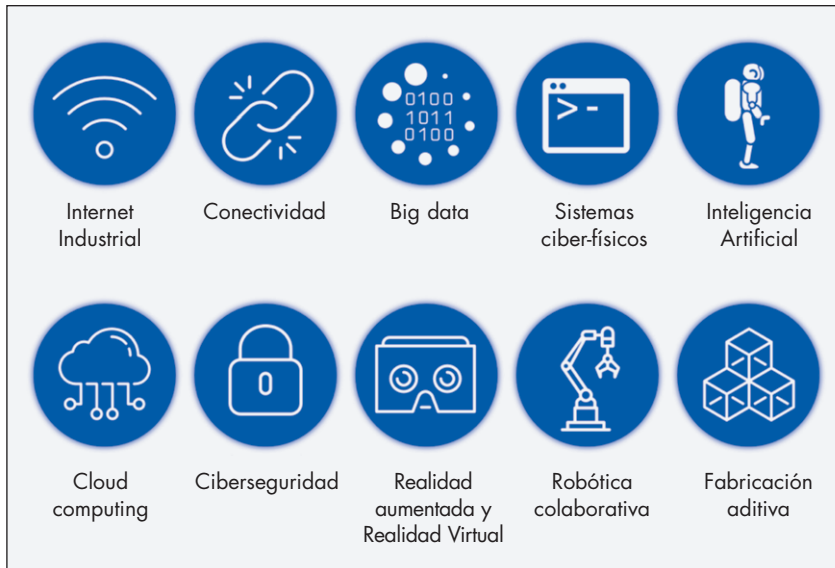 0100
1011
0100
>-
Internet
Industrial
Conectividad
Big data
Sistemas
ciber-físicos
Inteligencia
Artificial
0
Cloud
computing
Ciberseguridad
Realidad
aumentada y
Realidad Virtual
Robótica
colaborativa
Fabricación
aditiva